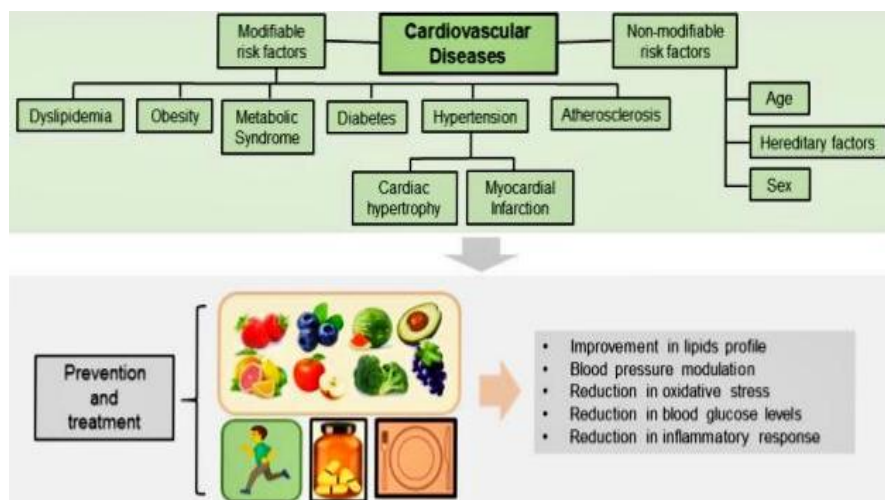 Cardiovascular
Diseases
Modifiable
risk factors
Non-modifiable
risk factors
Dyslipidemia
Obesity
Metabolic
Syndrome
Diabetes
Hypertension
Atherosclerosis
Cardiac
hypertrophy
Myocardial
Infarction
Age
Hereditary factors
Sex
Prevention
and
treatment
• Improvement in lipids profile
• Blood pressure modulation
• Reduction in oxidative stress
• Reduction in blood glucose levels
• Reduction in inflammatory response